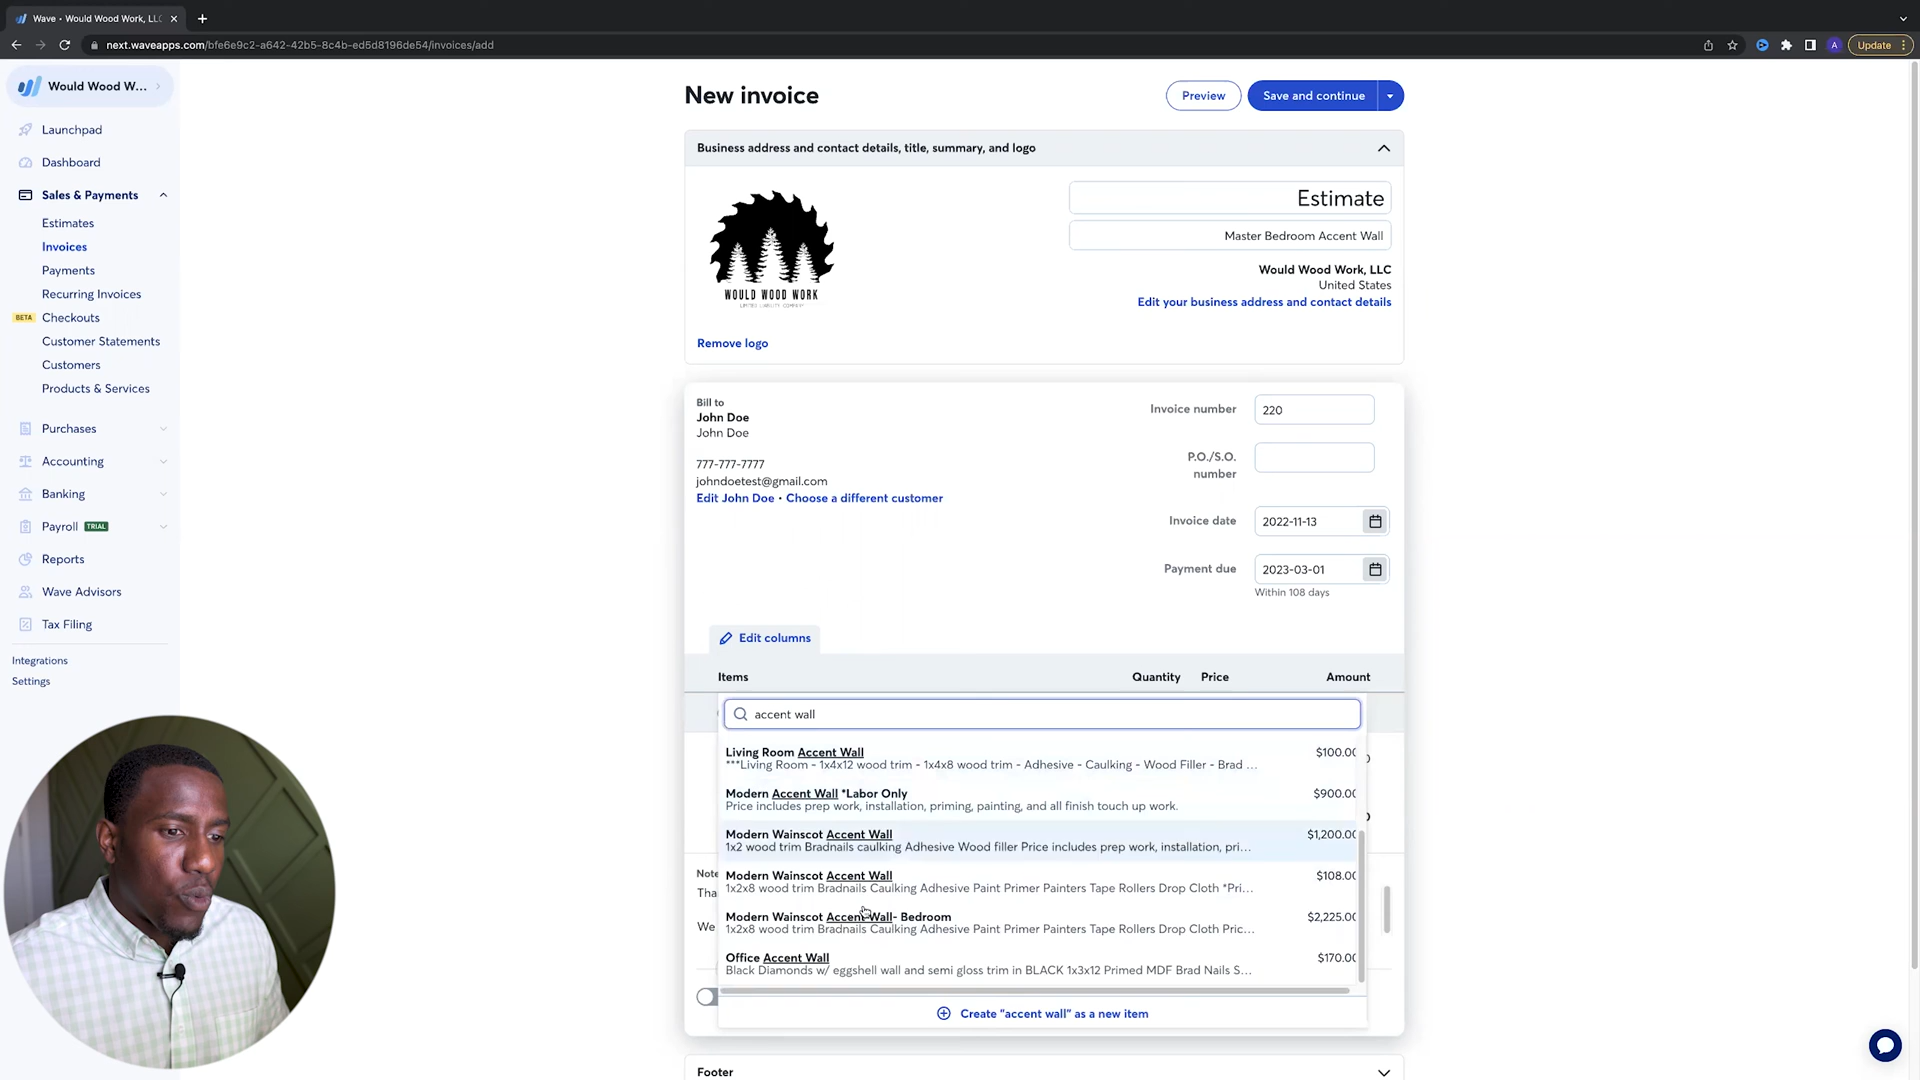 Wave • Would Wood Work, LLC
next.waveapps.com/bfe6e9c2-a642-42b5-8c4b-ed5d8196de54/invoices/add
A
Update
Would Wood W...
Launchpad
Dashboard
Sales & Payments
Estimates
Invoices
Payments
Recurring Invoices
BETA Checkouts
Customer Statements
Customers
Products & Services
Purchases
Accounting
Banking
Payroll TRIAL
Reports
Wave Advisors
Tax Filing
Integrations
Settings
New invoice
Preview
Save and continue
Business address and contact details, title, summary, and logo
WOULD WOOD WORK
LIMITED LIABILITY COMPANY
Remove logo
Estimate
Master Bedroom Accent Wall
Would Wood Work, LLC
United States
Edit your business address and contact details
Bill to
John Doe
John Doe
777-777-7777
johndoetest@gmail.com
Edit John Doe • Choose a different customer
Invoice number 220
P.O./S.O. number
Invoice date 2022-11-13
Payment due 2023-03-01
Within 108 days
Edit columns
Items Quantity Price Amount
accent wall
Living Room Accent Wall $100.00
***Living Room - 1x4x12 wood trim - 1x4x8 wood trim - Adhesive - Caulking - Wood Filler - Brad ...
Modern Accent Wall *Labor Only $900.00
Price includes prep work, installation, priming, painting, and all finish touch up work.
Modern Wainscot Accent Wall $1,200.00
1x2 wood trim Bradnails caulking Adhesive Wood filler Price includes prep work, installation, pri...
Modern Wainscot Accent Wall $108.00
1x2x8 wood trim Bradnails Caulking Adhesive Paint Primer Painters Tape Rollers Drop Cloth *Pri...
Modern Wainscot Accent Wall- Bedroom $2,225.00
1x2x8 wood trim Bradnails Caulking Adhesive Paint Primer Painters Tape Rollers Drop Cloth Pric...
Office Accent Wall $170.00
Black Diamonds w/ eggshell wall and semi gloss trim in BLACK 1x3x12 Primed MDF Brad Nails S...
Create "accent wall" as a new item
Note
Tha
We
Footer